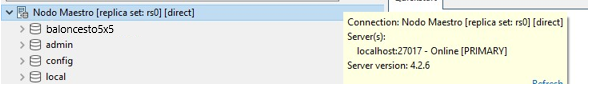 Nodo Maestro [replica set: rs0] [direct]
baloncesto5x5
admin
config
local
Connection: Nodo Maestro [replica set: rs0] [direct]
Server(s):
localhost:27017 - Online [PRIMARY]
Server version: 4.2.6
Refresh